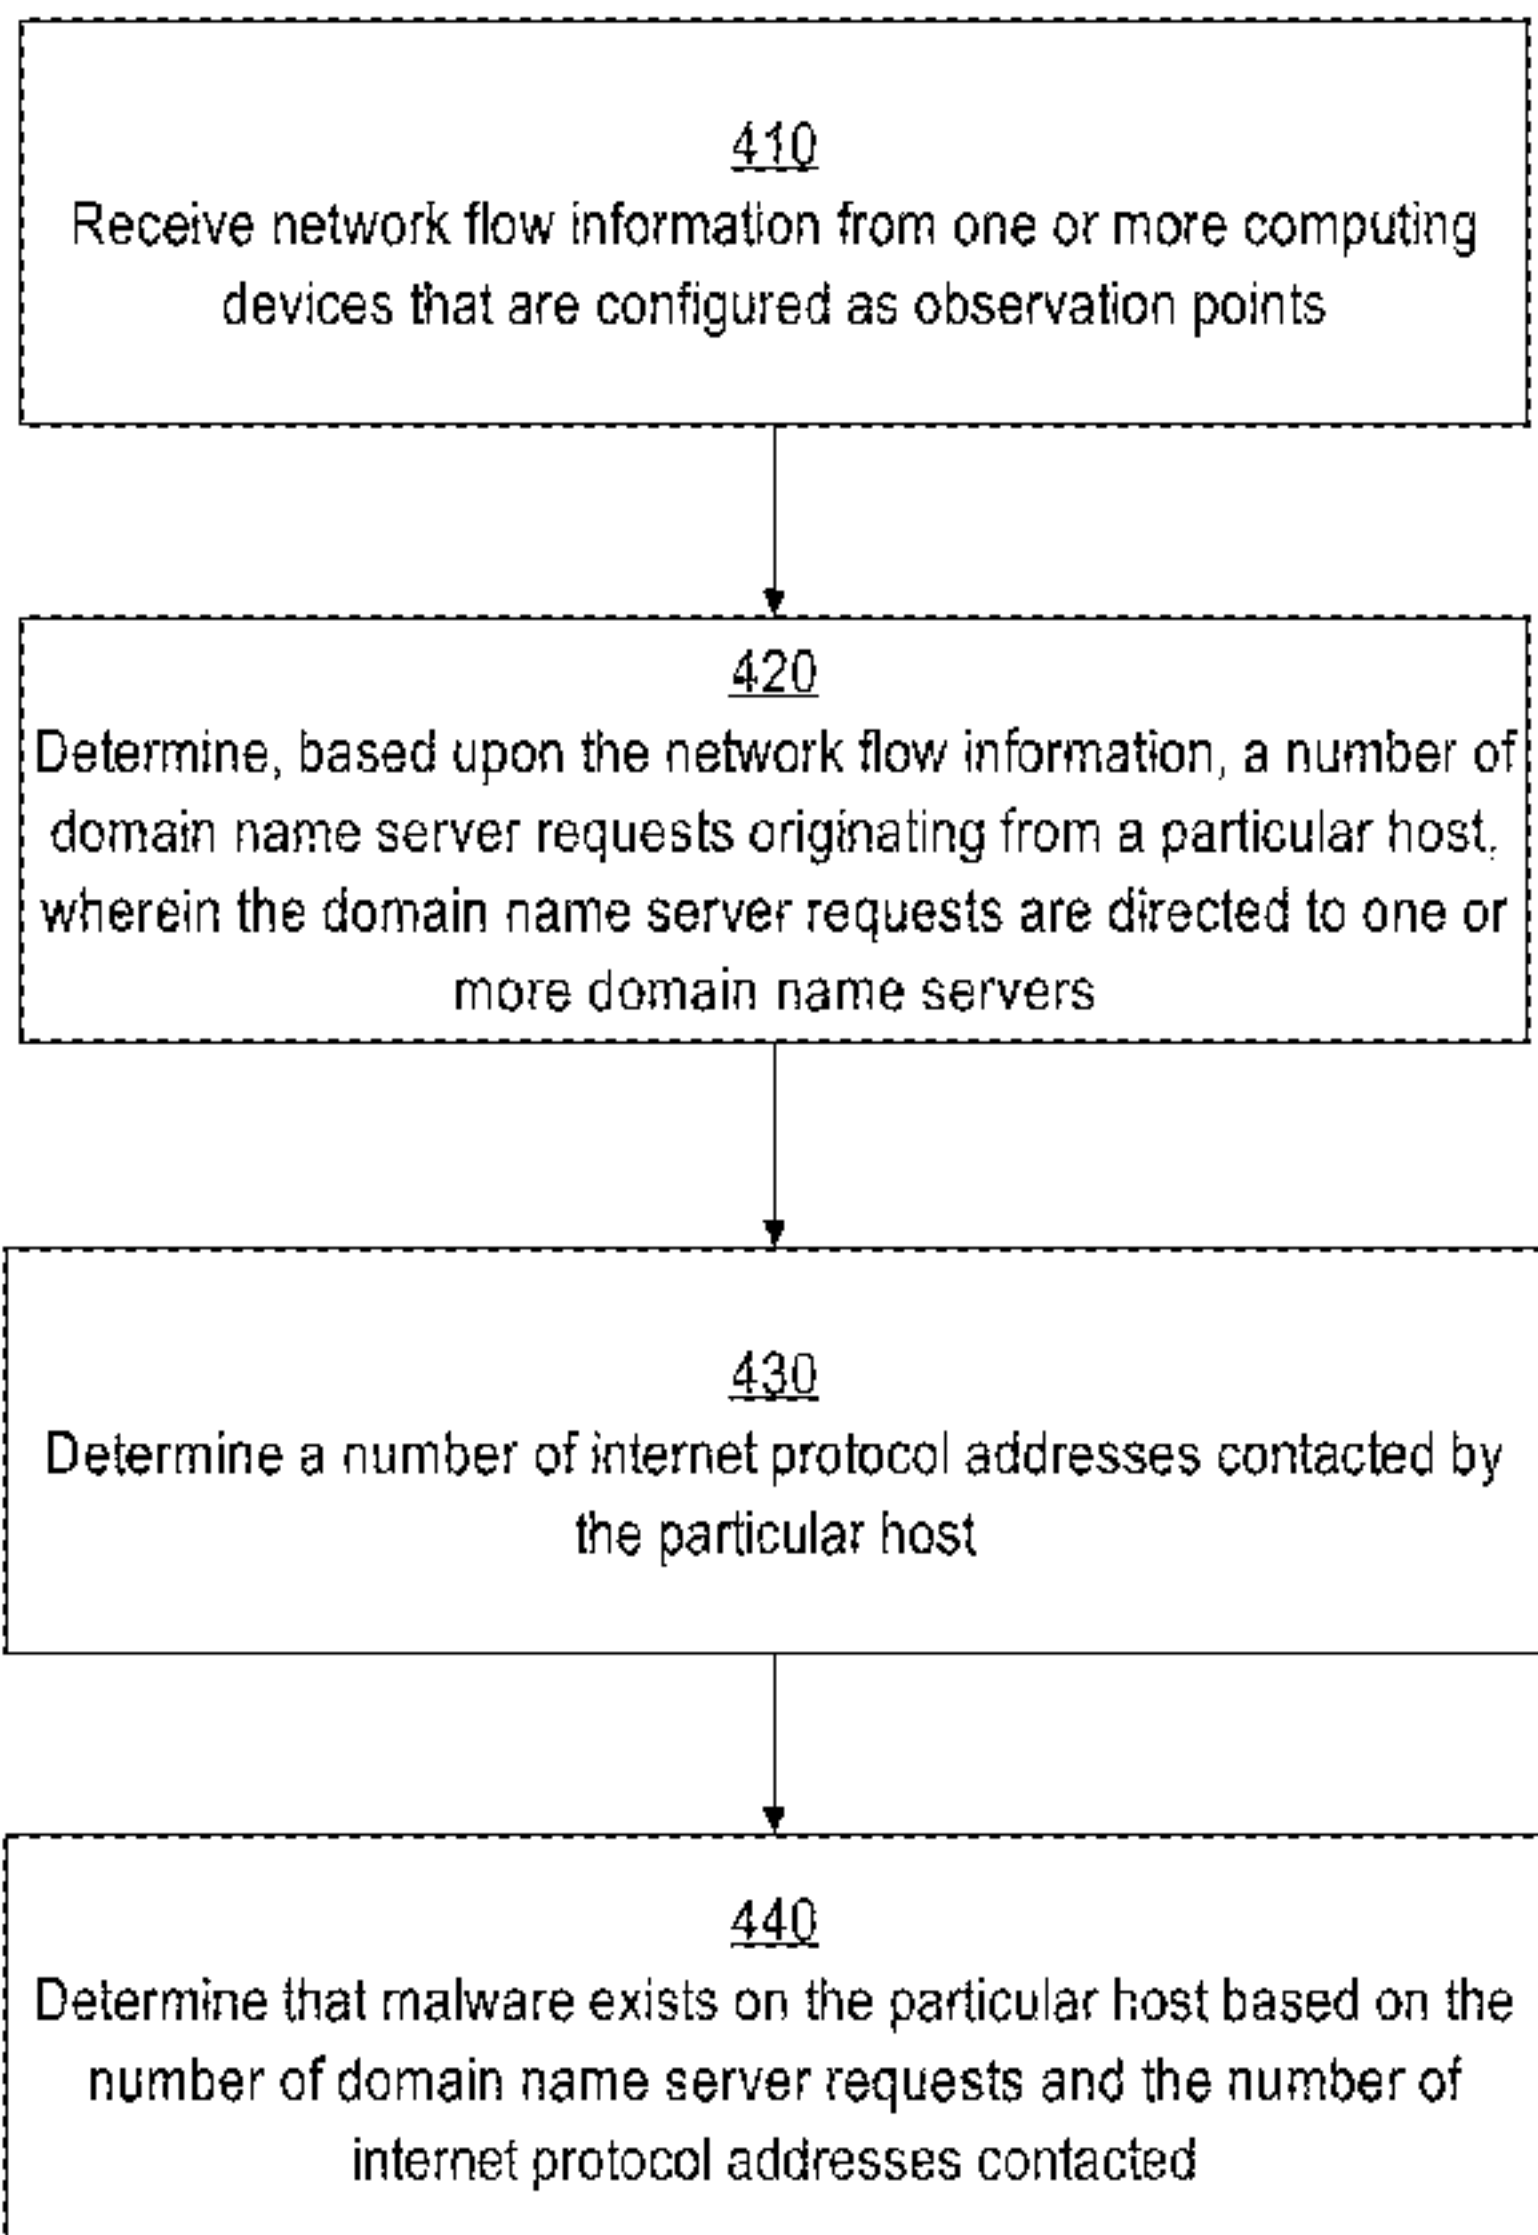 410
Receive network flow information from one or more computing
devices that are configured as observation points
420
Determine, based upon the network flow information, a number of
domain name server requests originating from a particular host,
wherein the domain name server requests are directed to one or
more domain name servers
430
Determine a number of internet protocol addresses contacted by
the particular host
440
Determine that malware exists on the particular host based on the
number of domain name server requests and the number of
internet protocol addresses contacted